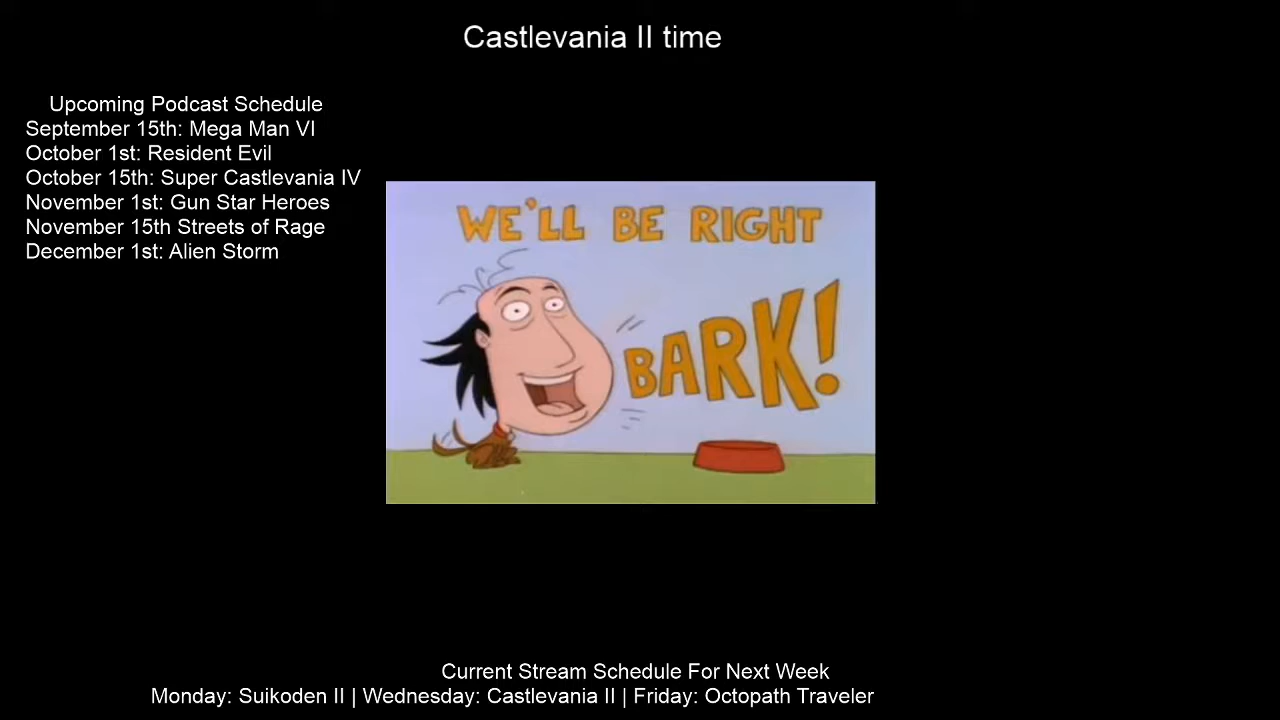 Castlevania II time
Upcoming Podcast Schedule
September 15th: Mega Man VI
October 1st: Resident Evil
October 15th: Super Castlevania IV
November 1st: Gun Star Heroes
November 15th Streets of Rage
December 1st: Alien Storm
WE'LL BE RIGHT
BARK!
Current Stream Schedule For Next Week
Monday: Suikoden II | Wednesday: Castlevania II | Friday: Octopath Traveler